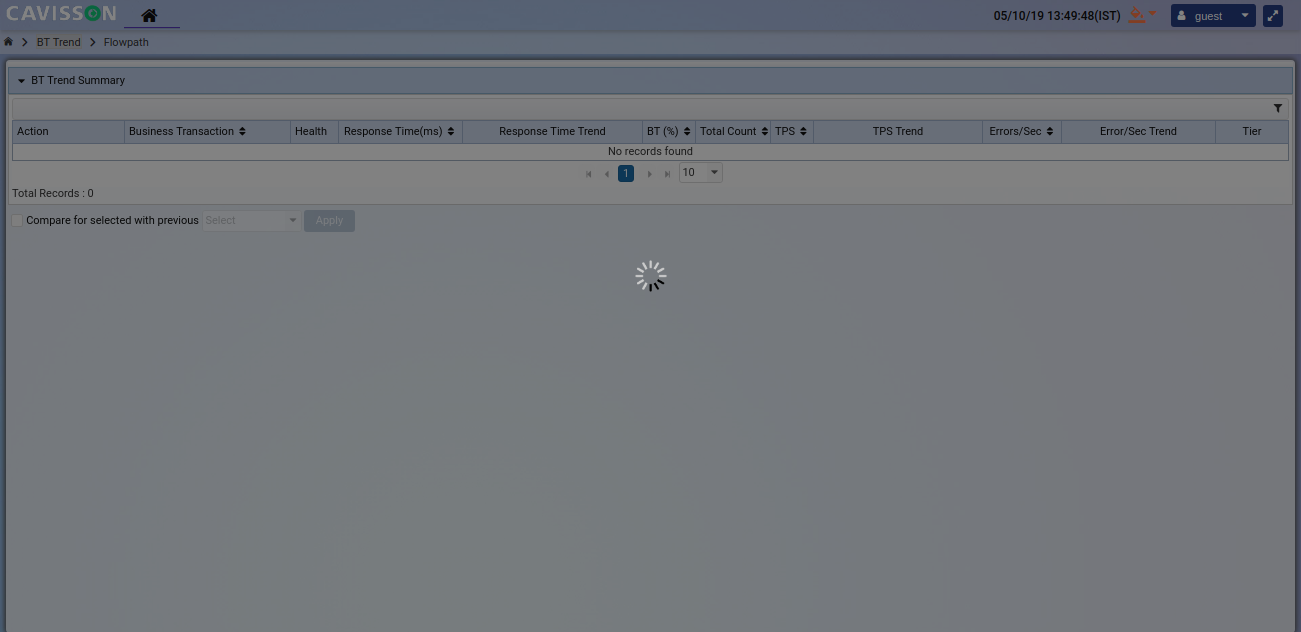 CAVISSON
05/10/19 13:49:48(IST) guest
BT Trend Flowpath
BT Trend Summary
Action Business Transaction Health Response Time(ms) Response Time Trend BT (%) Total Count TPS TPS Trend Errors/Sec Error/Sec Trend Tier
No records found
1 10
Total Records : 0
Compare for selected with previous Select Apply